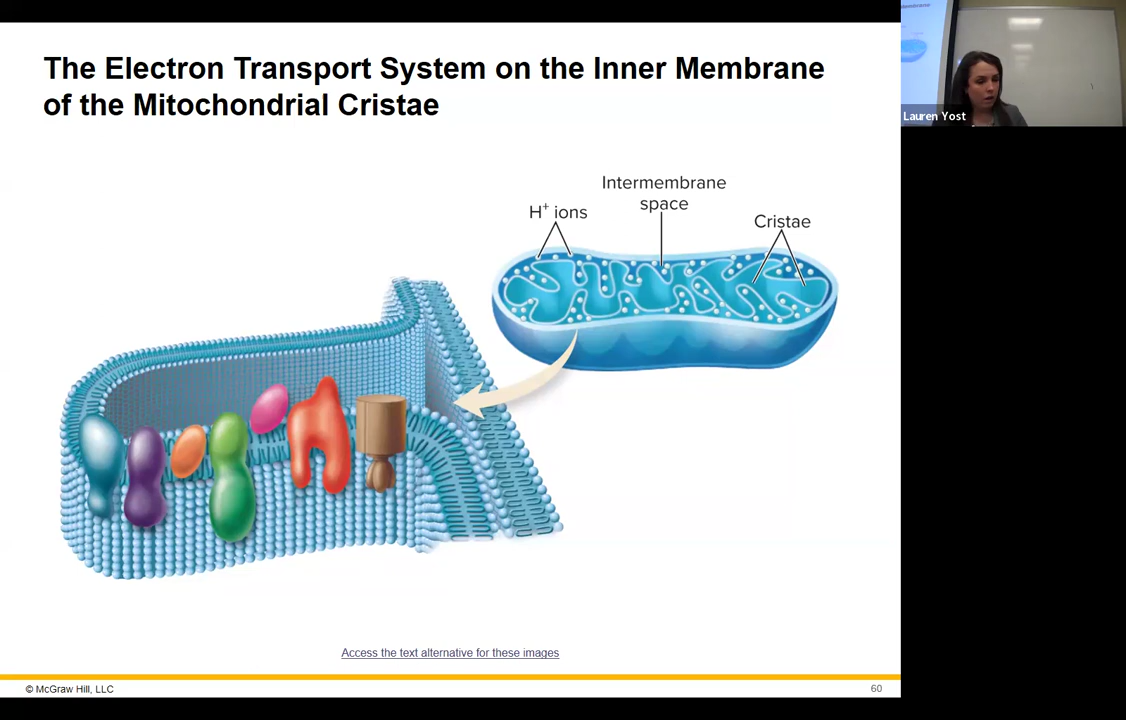 The Electron Transport System on the Inner Membrane
of the Mitochondrial Cristae
Intermembrane
space
H⁺ ions
Cristae
Access the text alternative for these images
© McGraw Hill, LLC
60
Lauren Yost